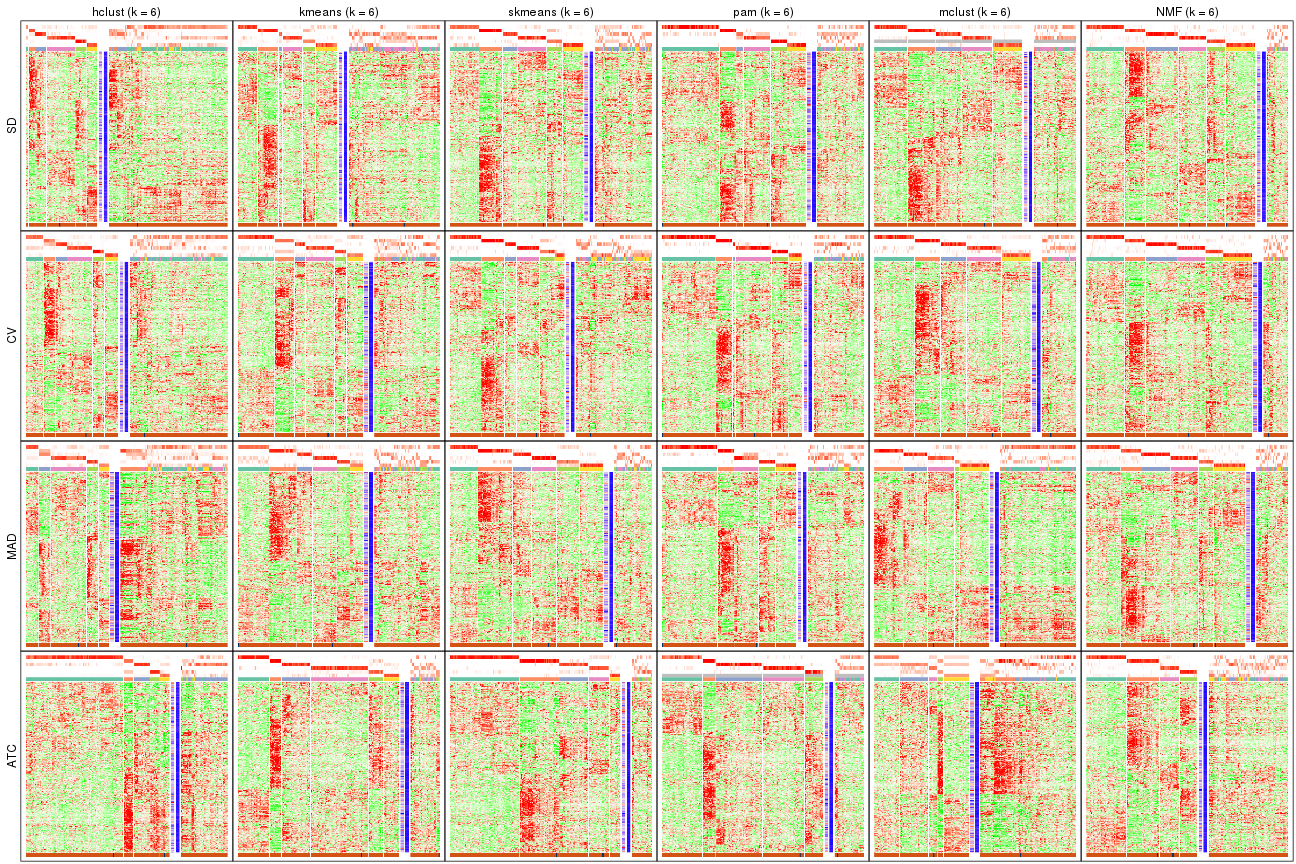 hclust (k = 6) kmeans (k = 6) skmeans (k = 6) pam (k = 6) mclust (k = 6) NMF (k = 6)
SD
CV
MAD
ATC